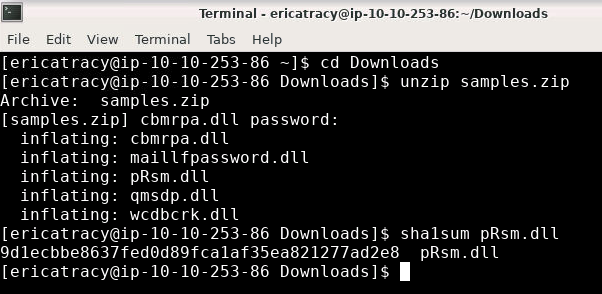 Terminal - ericatracy@ip-10-10-253-86:~/Downloads
File Edit View Terminal Tabs Help
[ericatracy@ip-10-10-253-86 ~]$ cd Downloads
[ericatracy@ip-10-10-253-86 Downloads]$ unzip samples.zip
Archive:  samples.zip
[samples.zip] cbmrpa.dll password:
  inflating: cbmrpa.dll
  inflating: maillfpassword.dll
  inflating: pRsm.dll
  inflating: qmsdp.dll
  inflating: wcdbcrk.dll
[ericatracy@ip-10-10-253-86 Downloads]$ sha1sum pRsm.dll
9d1ecbbe8637fed0d89fca1af35ea821277ad2e8  pRsm.dll
[ericatracy@ip-10-10-253-86 Downloads]$